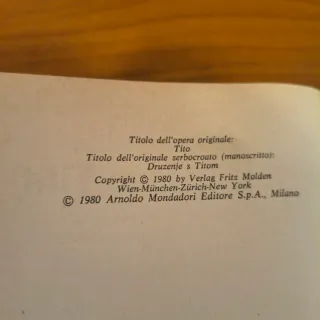 Titolo dell'opera originale:
Tito
Titolo dell'originale serbocroato (manoscritto):
Druzenje s Titom
Copyright © 1980 by Verlag Fritz Molden
Wien-München-Zürich-New York
© 1980 Arnoldo Mondadori Editore S.p.A., Milano